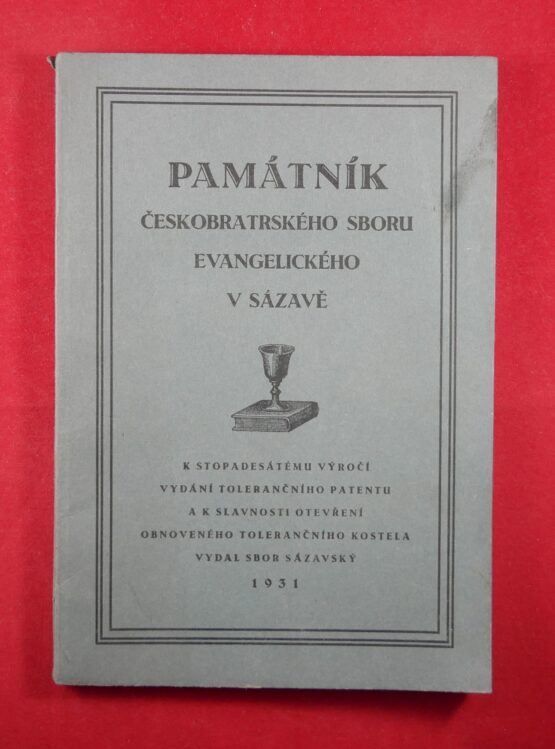 PAMÁTNÍK
ČESKOBRATRSKÉHO SBORU
EVANGELICKÉHO
V SÁZAVĚ
K STOPADESÁTÉMU VÝROČÍ
VYDÁNÍ TOLERANČNÍHO PATENTU
A K SLAVNOSTI OTEVŘENÍ
OBNOVENÉHO TOLERANČNÍHO KOSTELA
VYDAL SBOR SÁZAVSKÝ
1931